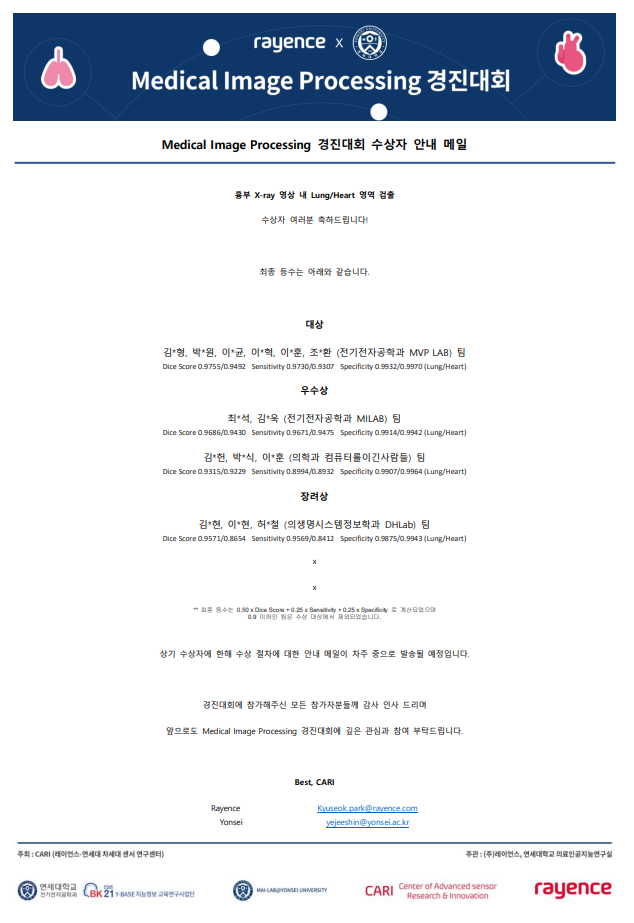 rayence x
Medical Image Processing 경진대회
Medical Image Processing 경진대회 수상자 안내 메일
흉부 X-ray 영상 내 Lung/Heart 영역 검출
수상자 여러분 축하드립니다!
최종 등수는 아래와 같습니다.
대상
김*형, 박*원, 이*균, 이*혁, 이*훈, 조*환 (전기전자공학과 MVP LAB) 팀
Dice Score 0.9755/0.9492 Sensitivity 0.9730/0.9307 Specificity 0.9932/0.9970 (Lung/Heart)
우수상
최*석, 김*욱 (전기전자공학과 MILAB) 팀
Dice Score 0.9686/0.9430 Sensitivity 0.9671/0.9475 Specificity 0.9914/0.9942 (Lung/Heart)
김*헌, 박*식, 이*훈 (의학과 컴퓨터를이긴사람들) 팀
Dice Score 0.9315/0.9229 Sensitivity 0.8994/0.8932 Specificity 0.9907/0.9964 (Lung/Heart)
장려상
김*현, 이*현, 허*철 (의생명시스템정보학과 DHLab) 팀
Dice Score 0.9571/0.8654 Sensitivity 0.9569/0.8412 Specificity 0.9875/0.9943 (Lung/Heart)
x
x
** 최종 등수는 0.50 x Dice Score + 0.25 x Sensitivity + 0.25 x Specificity 로 계산되었으며
0.9 이하인 팀은 수상 대상에서 제외되었습니다.
상기 수상자에 한해 수상 절차에 대한 안내 메일이 차주 중으로 발송될 예정입니다.
경진대회에 참가해주신 모든 참가자분들께 감사 인사 드리며
앞으로도 Medical Image Processing 경진대회에 깊은 관심과 참여 부탁드립니다.
Best, CARI
Rayence Kyuseok.park@rayence.com
Yonsei yejeeshin@yonsei.ac.kr
주최 : CARI (레이언스-연세대 차세대 센서 연구센터) 주관 : (주)레이언스, 연세대학교 의료인공지능연구실
연세대학교 전기전자공학과
BK21 Y-BASE 지능정보 교육연구사업단
MAI-LAB@YONSEI UNIVERSITY
CARI Center of Advanced sensor Research & Innovation
rayence